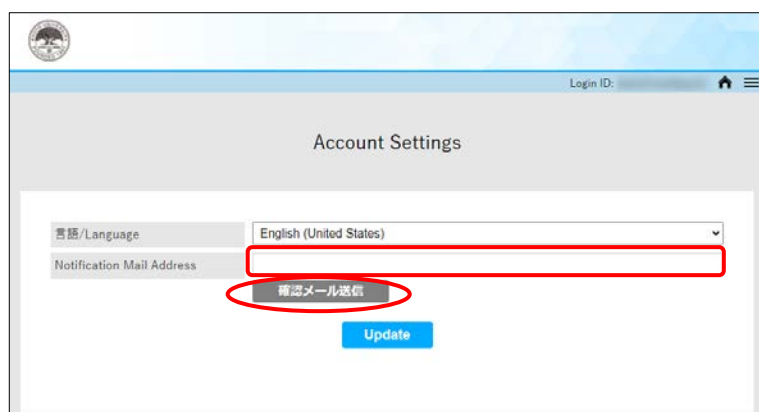 Login ID:
Account Settings
言語/Language
English (United States)
Notification Mail Address
確認メール送信
Update